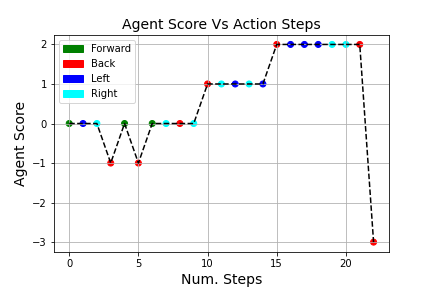 Agent Score Vs Action Steps
Forward
Back
Left
Right
2
1
0
−1
−2
−3
Agent Score
0 5 10 15 20
Num. Steps